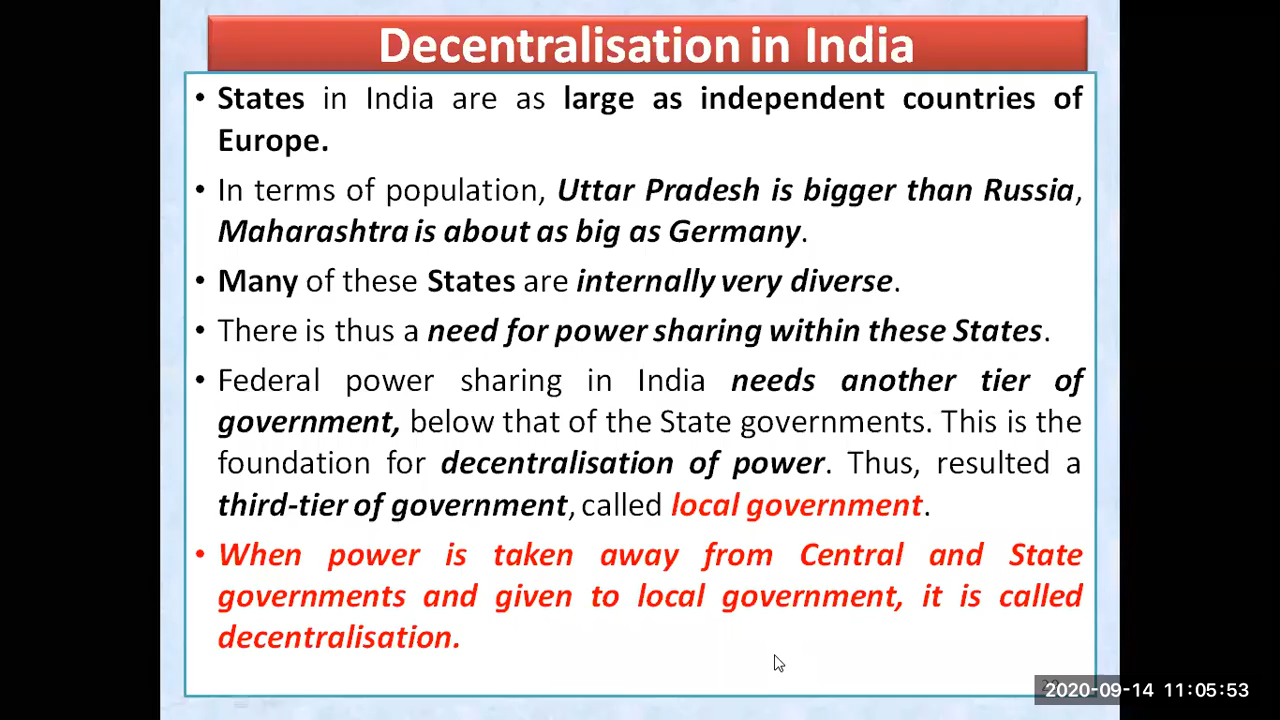 Decentralisation in India
• States in India are as large as independent countries of
Europe.
• In terms of population, Uttar Pradesh is bigger than Russia,
Maharashtra is about as big as Germany.
• Many of these States are internally very diverse.
• There is thus a need for power sharing within these States.
• Federal power sharing in India needs another tier of
government, below that of the State governments. This is the
foundation for decentralisation of power. Thus, resulted a
third-tier of government, called local government.
• When power is taken away from Central and State
governments and given to local government, it is called
decentralisation.
2020-09-14 11:05:53